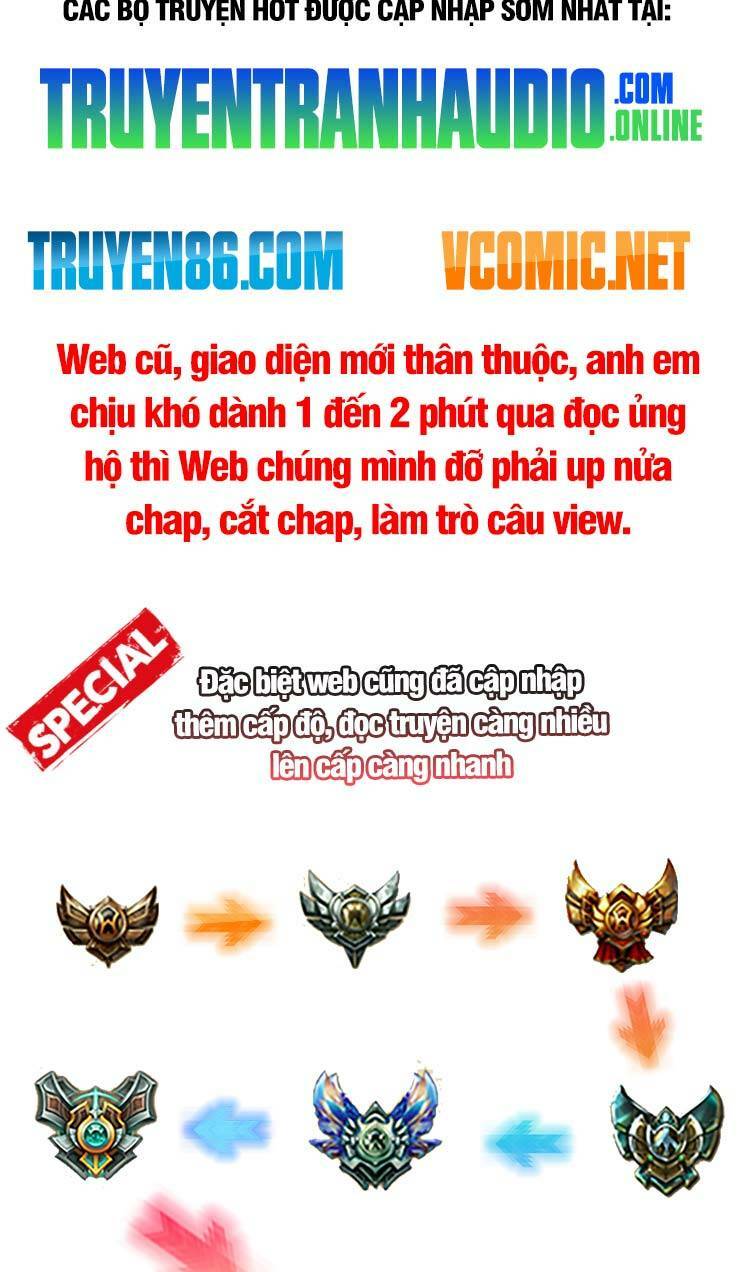 CÁC BỘ TRUYỆN HOT ĐƯỢC CẬP NHẬP SỚM NHẤT TẠI:
TRUYENTRANHAUDIO.COM
.ONLINE
TRUYEN86.COM
VCOMIC.NET
Web cũ, giao diện mới thân thuộc, anh em
chịu khó dành 1 đến 2 phút qua đọc ủng
hộ thì Web chúng mình đỡ phải up nửa
chap, cắt chap, làm trò câu view.
SPECIAL
Đặc biệt web cũng đã cập nhập
thêm cấp độ, đọc truyện càng nhiều
lên cấp càng nhanh